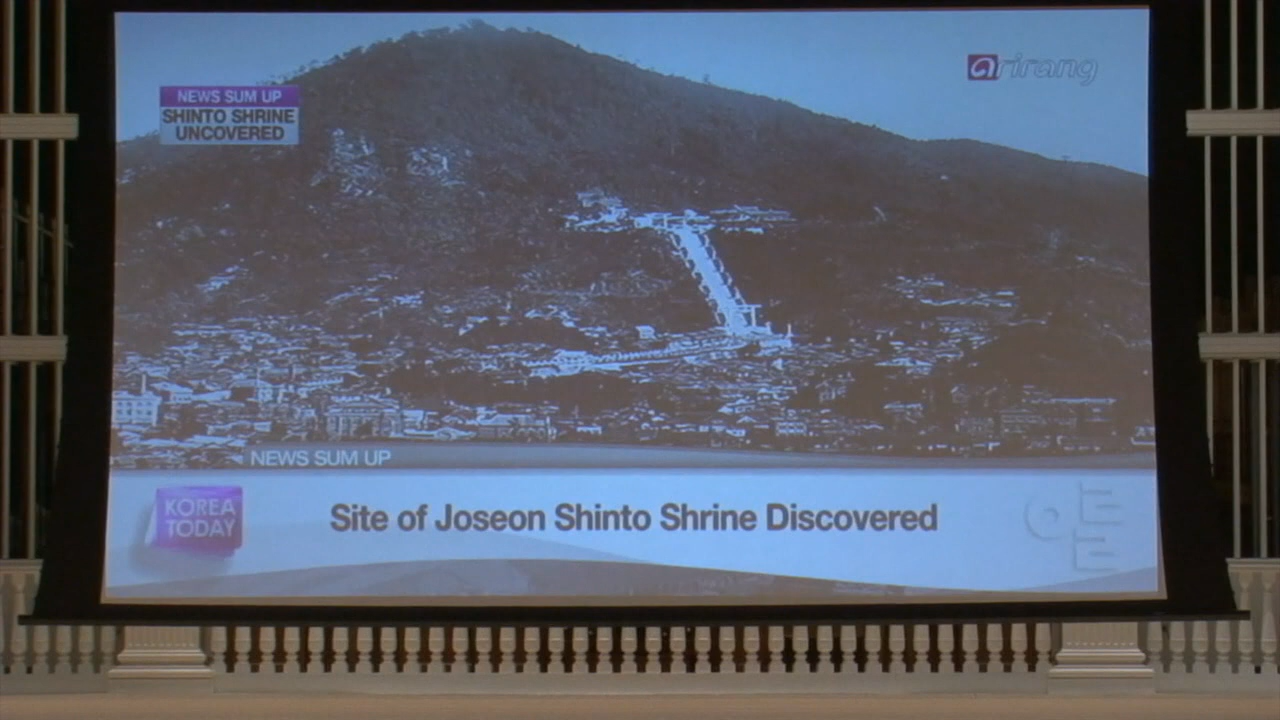 arirang
NEWS SUM UP
SHINTO SHRINE
UNCOVERED
NEWS SUM UP
KOREA
TODAY
Site of Joseon Shinto Shrine Discovered